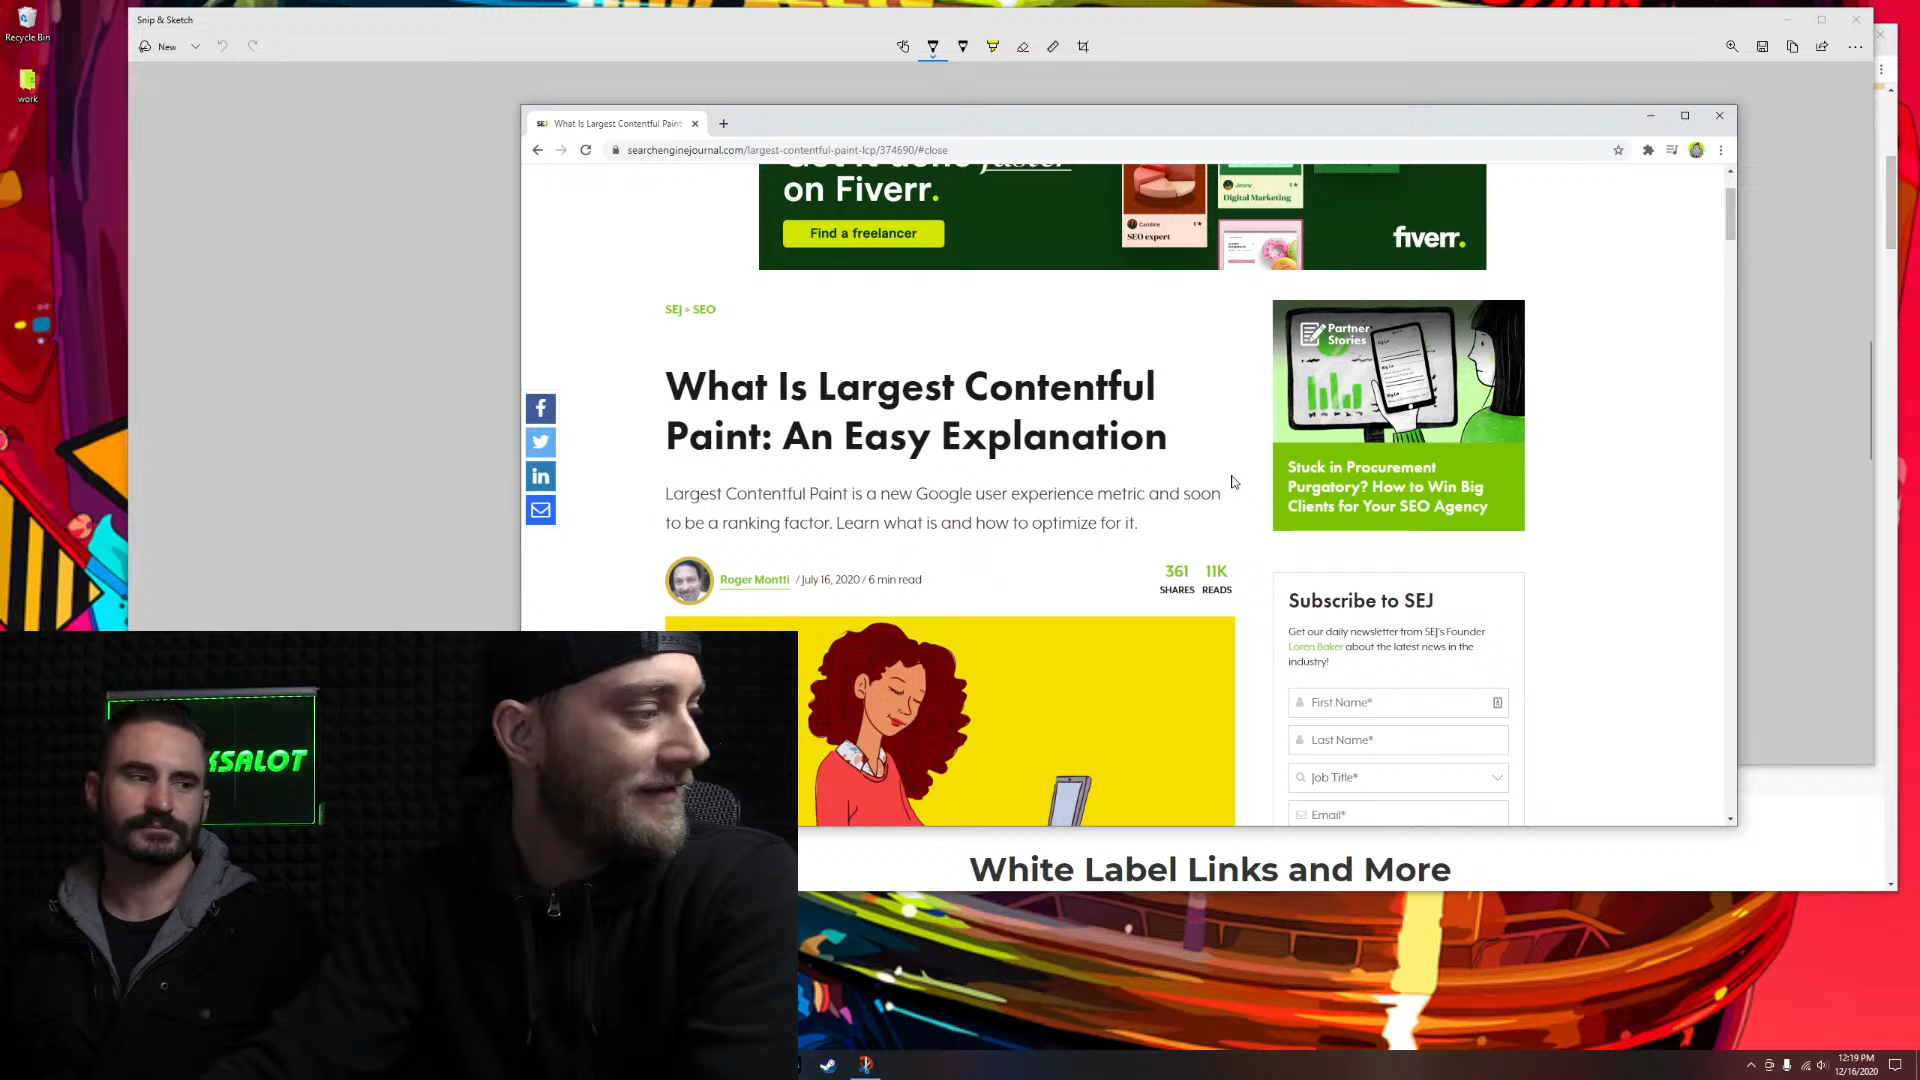 Recycle Bin
work
Snip & Sketch
New
What Is Largest Contentful Paint:
searchenginejournal.com/largest-contentful-paint-lcp/374690/#close
on Fiverr.
Find a freelancer
Jimmy
Digital Marketing
Caroline
SEO expert
fiverr.
SEJ » SEO
What Is Largest Contentful
Paint: An Easy Explanation
Largest Contentful Paint is a new Google user experience metric and soon
to be a ranking factor. Learn what is and how to optimize for it.
Roger Montti / July 16, 2020 / 6 min read
361 11K
SHARES READS
Partner
Stories
Stuck in Procurement
Purgatory? How to Win Big
Clients for Your SEO Agency
Subscribe to SEJ
Get our daily newsletter from SEJ's Founder
Loren Baker about the latest news in the
industry!
First Name*
Last Name*
Job Title*
Email*
KSALOT
White Label Links and More
12:19 PM
12/16/2020